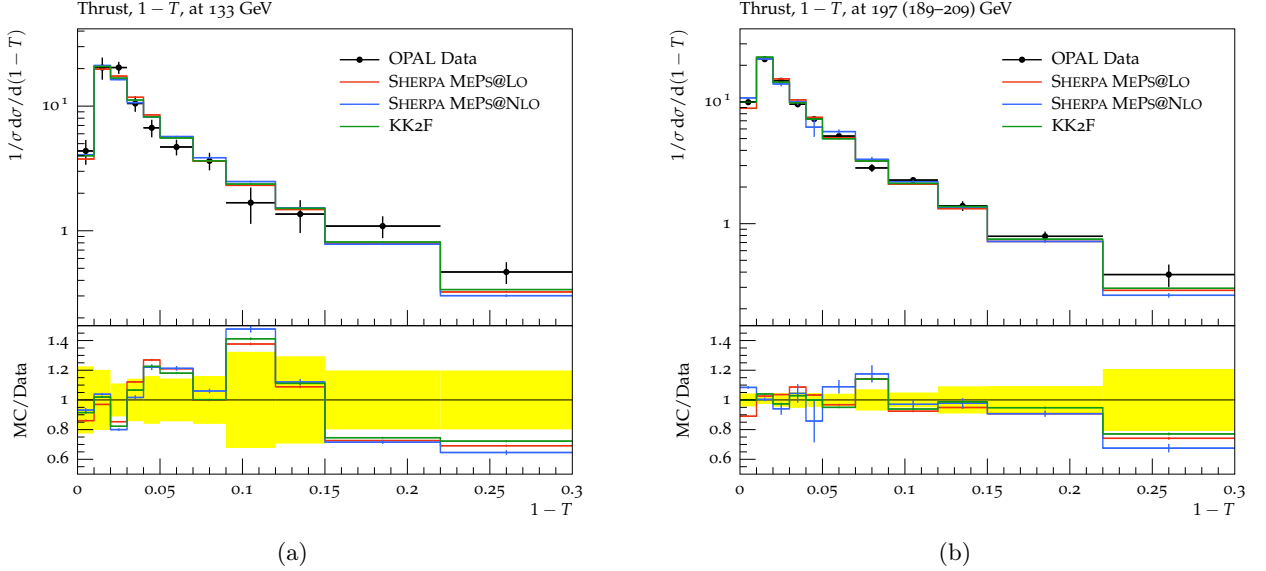 Thrust, 1 − T, at 133 GeV
1/σ dσ/d(1 − T)
10¹
1
OPAL Data
SHERPA MEPS@LO
SHERPA MEPS@NLO
KK2F
MC/Data
1.4
1.2
1
0.8
0.6
0
0.05
0.1
0.15
0.2
0.25
0.3
1 − T
(a)
Thrust, 1 − T, at 197 (189–209) GeV
1/σ dσ/d(1 − T)
10¹
1
OPAL Data
SHERPA MEPS@LO
SHERPA MEPS@NLO
KK2F
MC/Data
1.4
1.2
1
0.8
0.6
0
0.05
0.1
0.15
0.2
0.25
0.3
1 − T
(b)